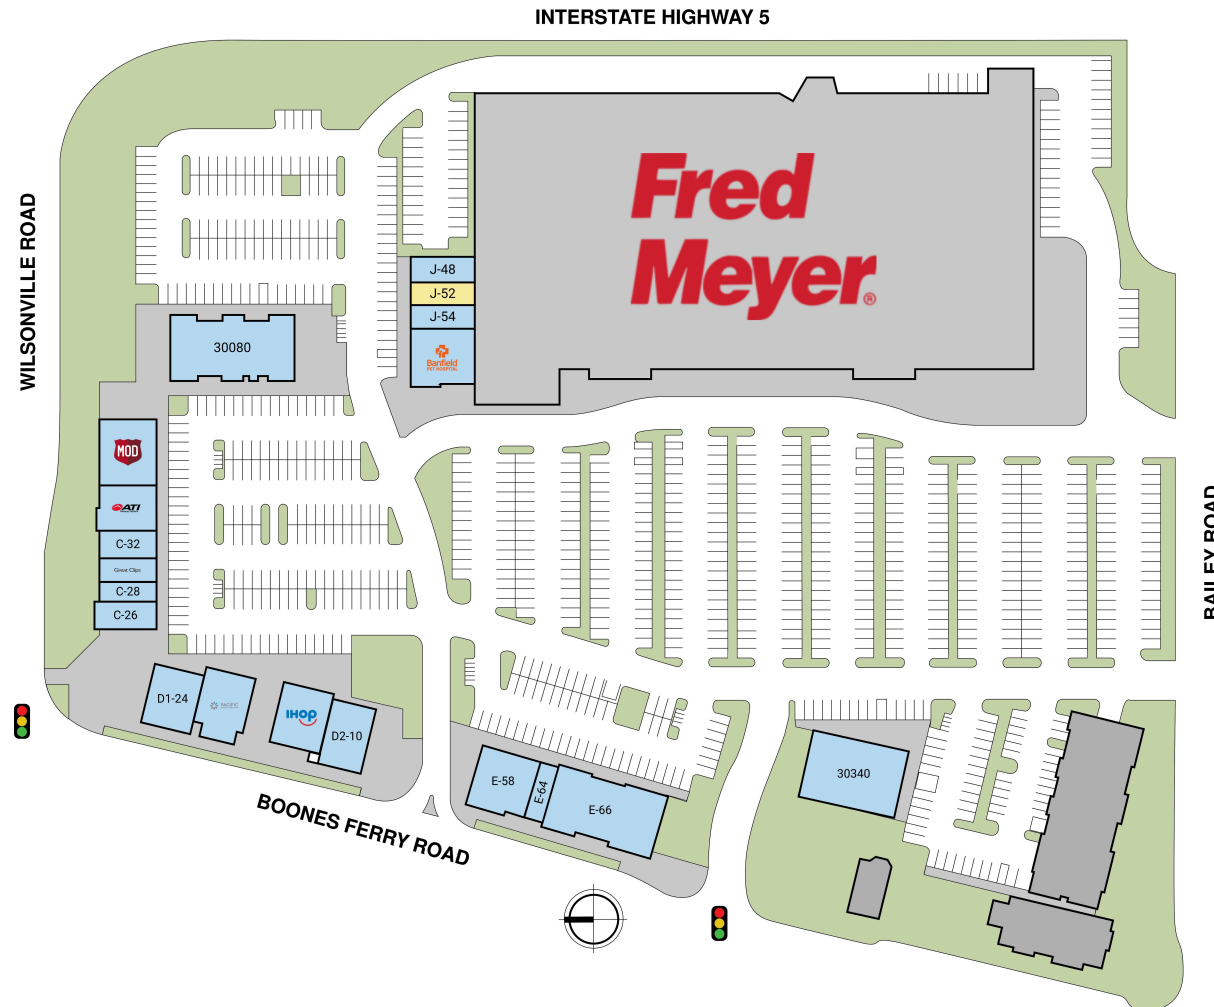 INTERSTATE HIGHWAY 5
Fred
Meyer®
WILSONVILLE ROAD
J-48
J-52
J-54
Banfield
PET HOSPITAL
30080
MOD
ATI
C-32
Great Clips
C-28
C-26
BAILEY ROAD
D1-24
PACIFIC
IHOP
D2-10
E-58
E-64
E-66
30340
BOONES FERRY ROAD